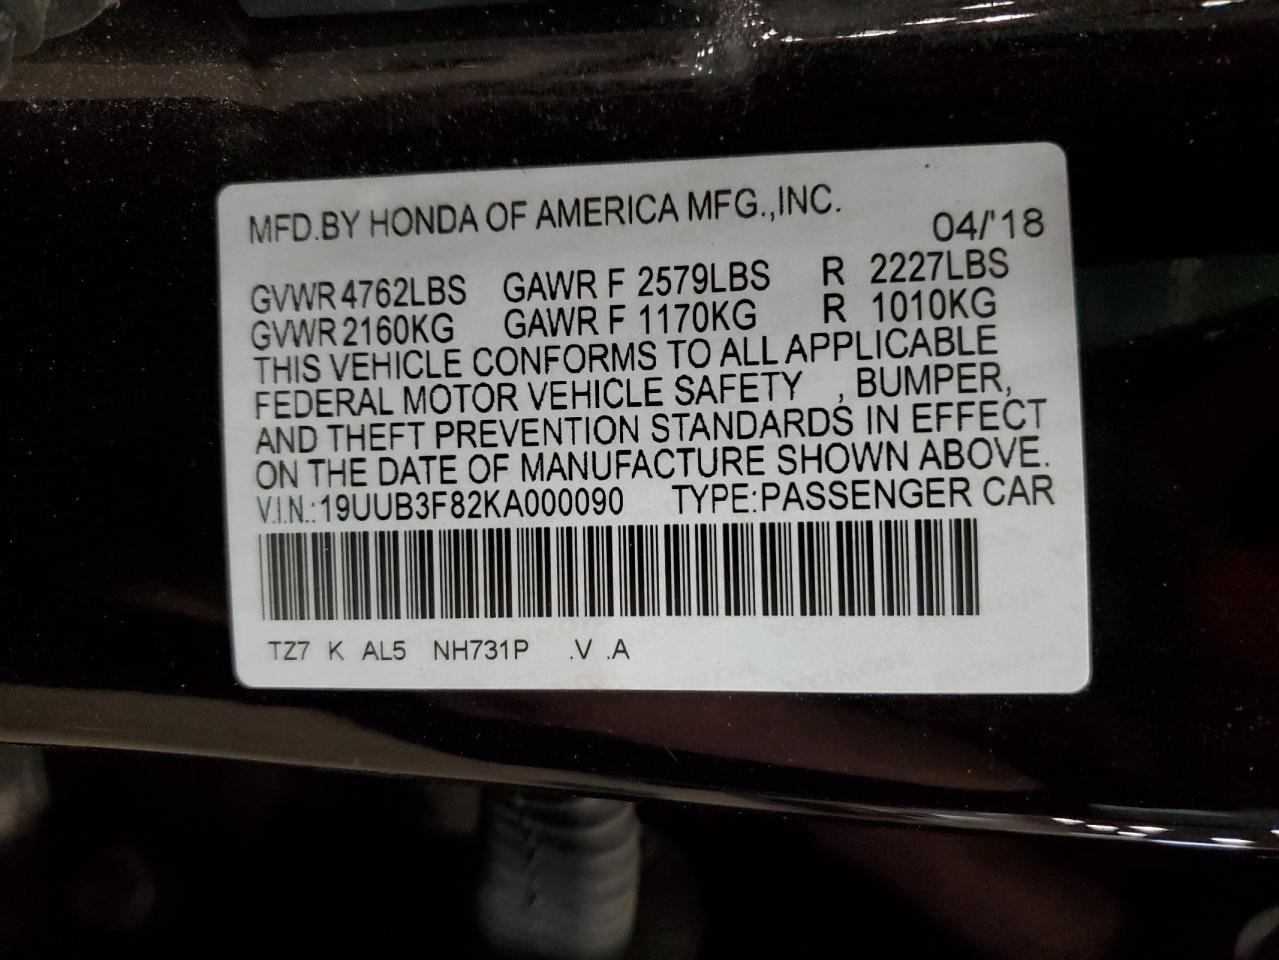 MFD.BY HONDA OF AMERICA MFG.,INC.
04/'18
GVWR 4762LBS GAWR F 2579LBS R 2227LBS
GVWR 2160KG GAWR F 1170KG R 1010KG
THIS VEHICLE CONFORMS TO ALL APPLICABLE
FEDERAL MOTOR VEHICLE SAFETY , BUMPER,
AND THEFT PREVENTION STANDARDS IN EFFECT
ON THE DATE OF MANUFACTURE SHOWN ABOVE.
V.I.N.:19UUB3F82KA000090 TYPE:PASSENGER CAR
TZ7 K AL5 NH731P .V .A